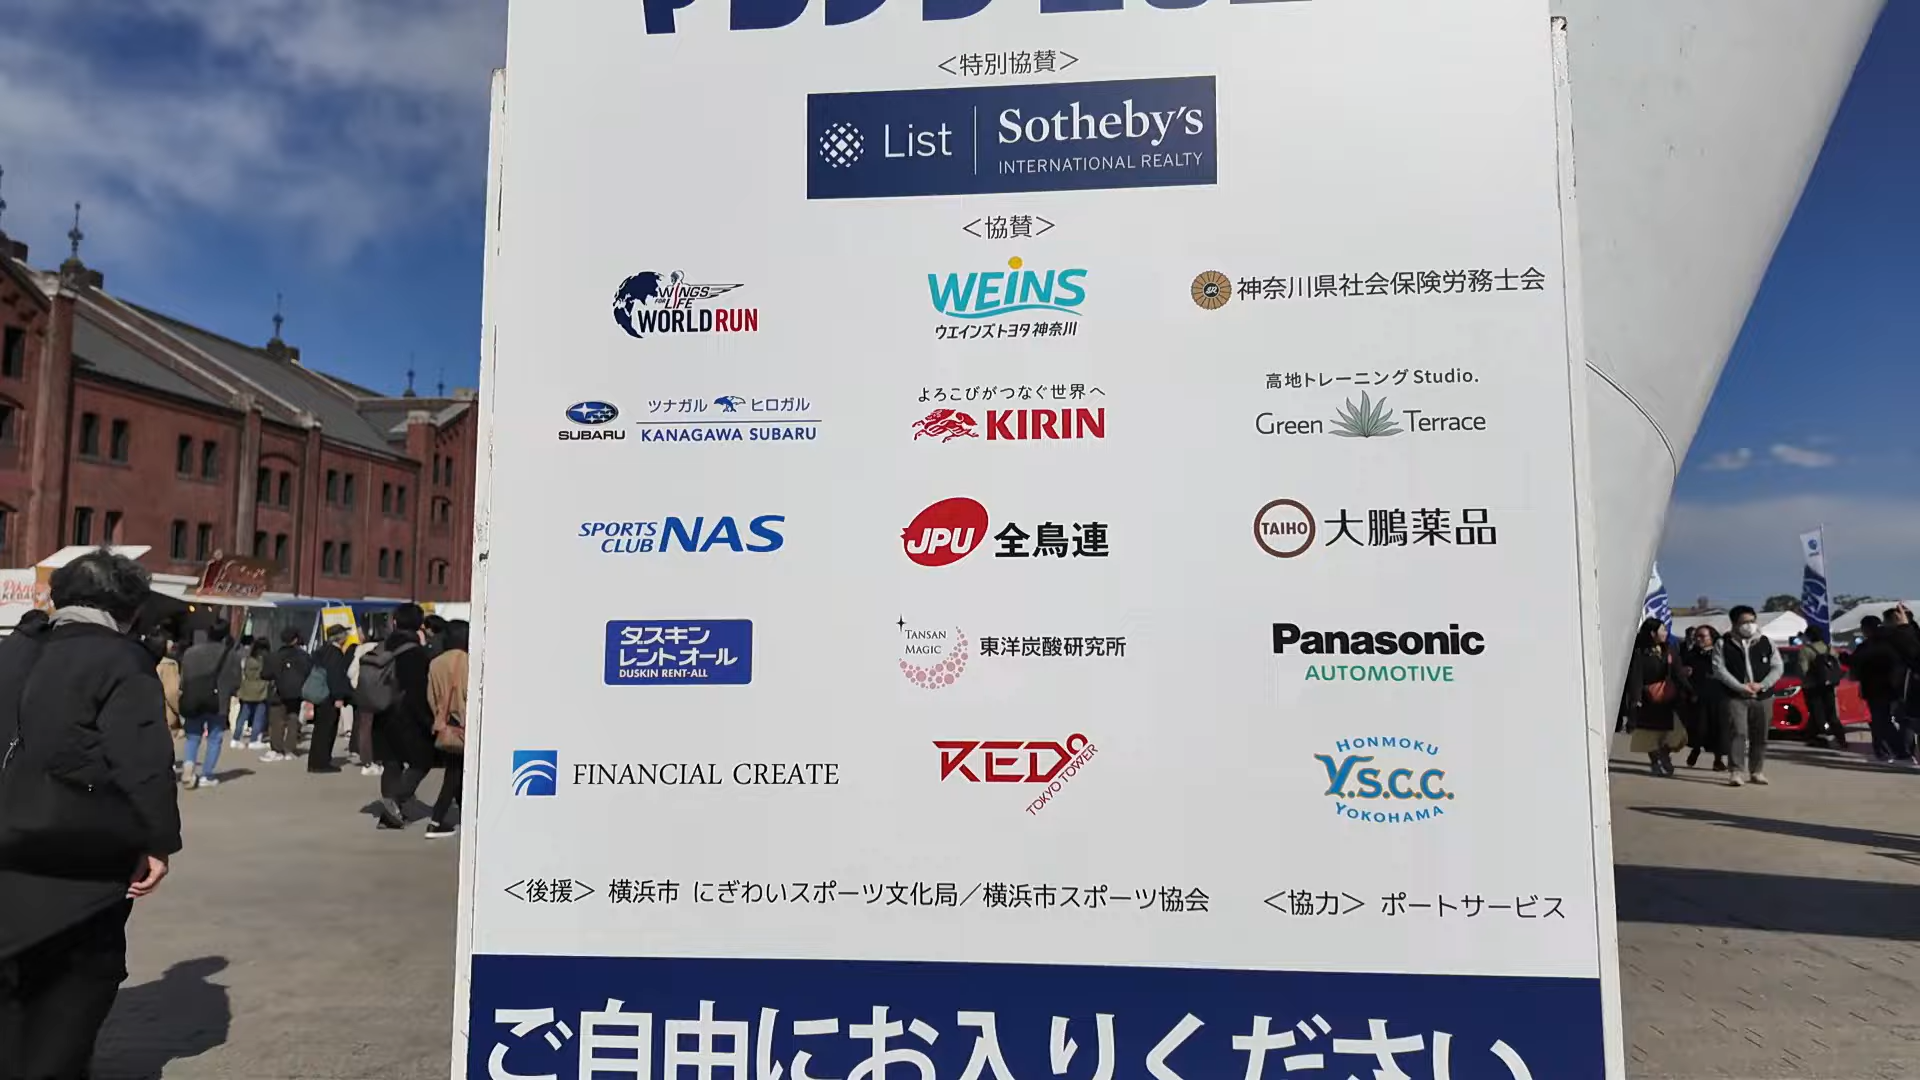 <特別協賛>
List | Sotheby's
INTERNATIONAL REALTY
<協賛>
WINGS
FOR LIFE
WORLD RUN
WEiNS
ウエインズトヨタ神奈川
SR
神奈川県社会保険労務士会
SUBARU
ツナガル ヒロガル
KANAGAWA SUBARU
よろこびがつなぐ世界へ
KIRIN
高地トレーニング Studio.
Green Terrace
SPORTS
CLUB NAS
JPU 全鳥連
TAIHO 大鵬薬品
ダスキン
レントオール
DUSKIN RENT-ALL
TANSAN
MAGIC
東洋炭酸研究所
Panasonic
AUTOMOTIVE
FINANCIAL CREATE
RED°
TOKYO TOWER
HONMOKU
Y.S.C.C.
YOKOHAMA
<後援> 横浜市 にぎわいスポーツ文化局/横浜市スポーツ協会 <協力> ポートサービス
ご自由にお入りください